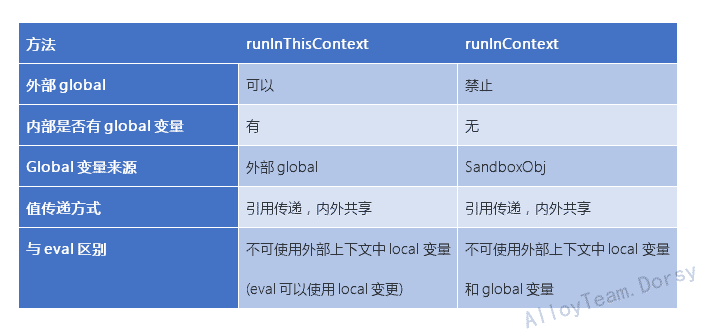 方法 runInThisContext runInContext
外部 global 可以 禁止
内部是否有 global 变量 有 无
Global 变量来源 外部 global SandboxObj
值传递方式 引用传递，内外共享 引用传递，内外共享
与 eval 区别 不可使用外部上下文中 local 变量 不可使用外部上下文中 local 变量
(eval 可以使用 local 变更) 和 global 变量
AlloyTeam.Dorsy